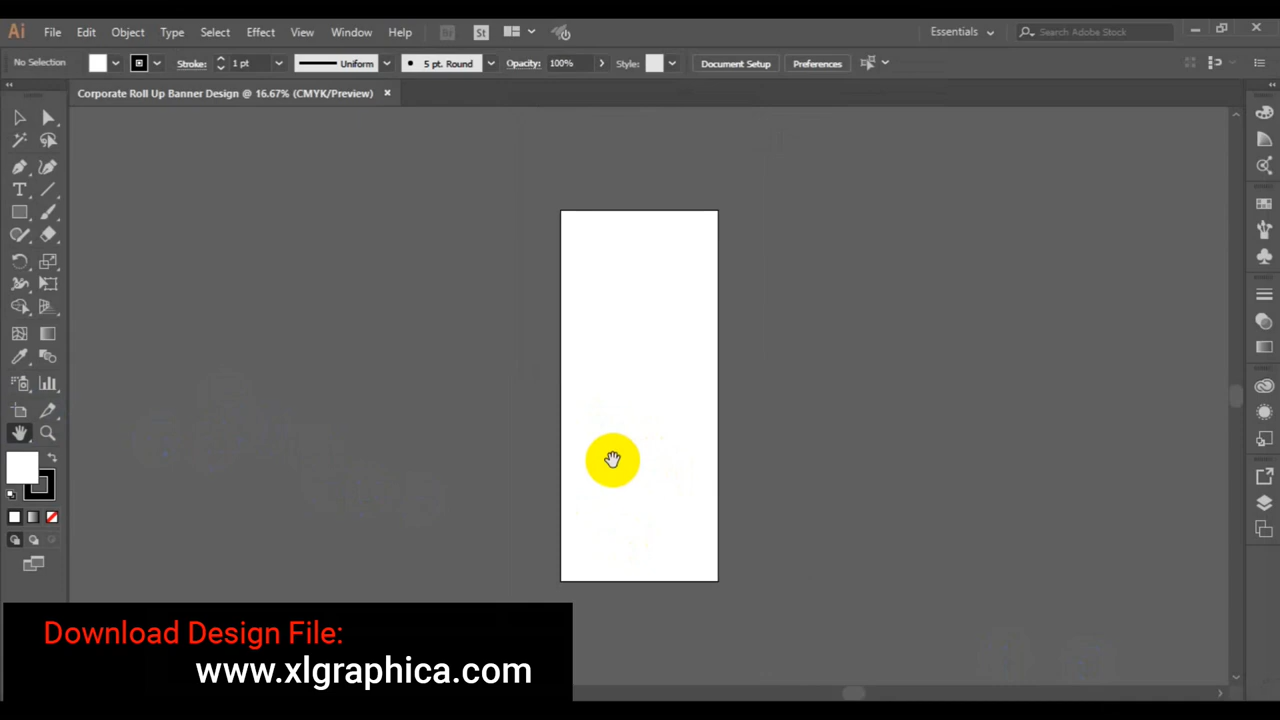 Ai File Edit Object Type Select Effect View Window Help St Essentials Search Adobe Stock
No Selection Stroke: 1 pt Uniform 5 pt. Round Opacity: 100% Style: Document Setup Preferences
Corporate Roll Up Banner Design @ 16.67% (CMYK/Preview)
Download Design File:
www.xlgraphica.com